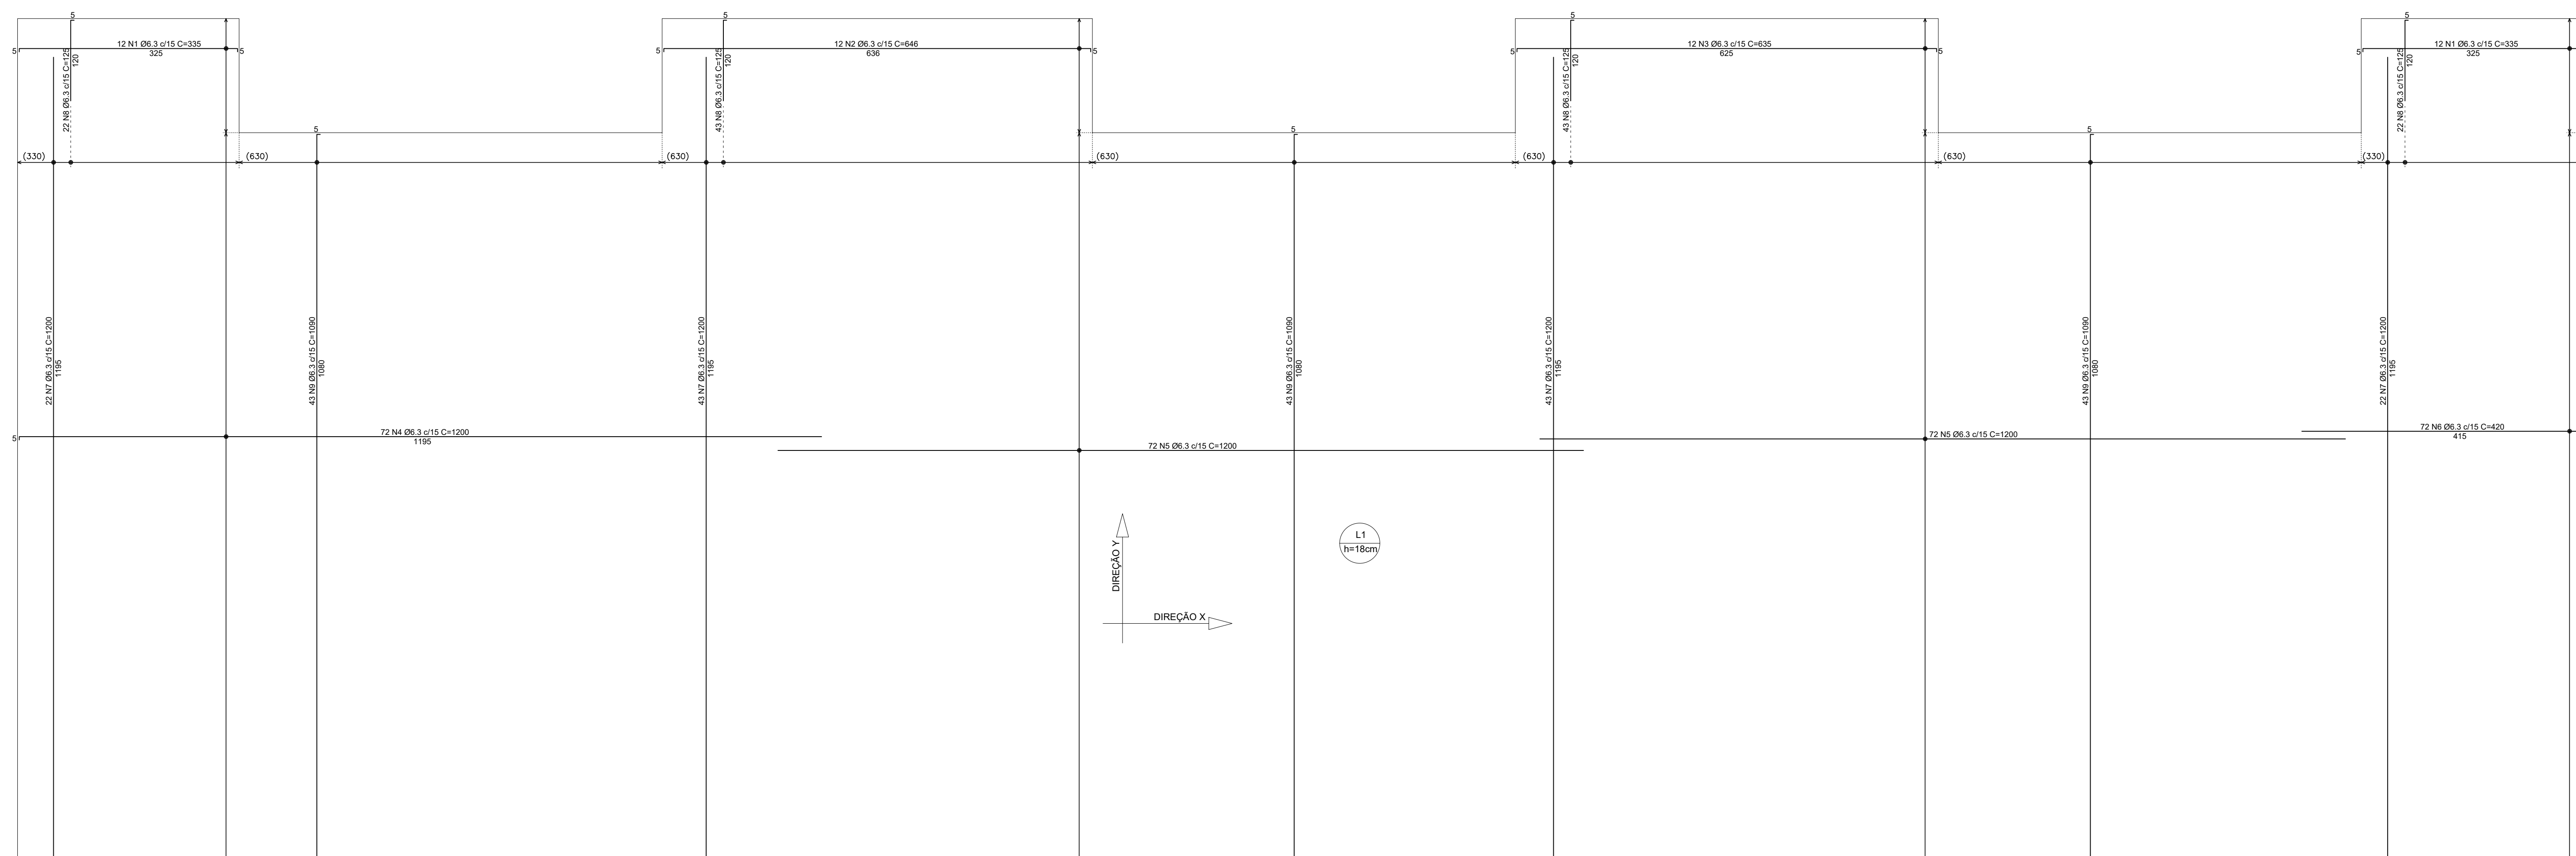 5
5
5
5
12 N1 Ø6.3 c/15 C=335
325
5
5
22 N8 Ø6.3 c/15 C=125
120
12 N2 Ø6.3 c/15 C=646
636
5
5
43 N8 Ø6.3 c/15 C=125
120
12 N3 Ø6.3 c/15 C=635
625
5
5
43 N8 Ø6.3 c/15 C=125
120
12 N1 Ø6.3 c/15 C=335
325
5
22 N8 Ø6.3 c/15 C=125
120
5
5
5
(330)
(630)
(630)
(630)
(630)
(630)
(330)
22 N7 Ø6.3 c/15 C=1200
1195
43 N9 Ø6.3 c/15 C=1090
1080
43 N7 Ø6.3 c/15 C=1200
1195
43 N9 Ø6.3 c/15 C=1090
1080
43 N7 Ø6.3 c/15 C=1200
1195
43 N9 Ø6.3 c/15 C=1090
1080
22 N7 Ø6.3 c/15 C=1200
1195
5
72 N4 Ø6.3 c/15 C=1200
1195
72 N5 Ø6.3 c/15 C=1200
72 N5 Ø6.3 c/15 C=1200
72 N6 Ø6.3 c/15 C=420
415
L1
h=18cm
DIREÇÃO Y
DIREÇÃO X